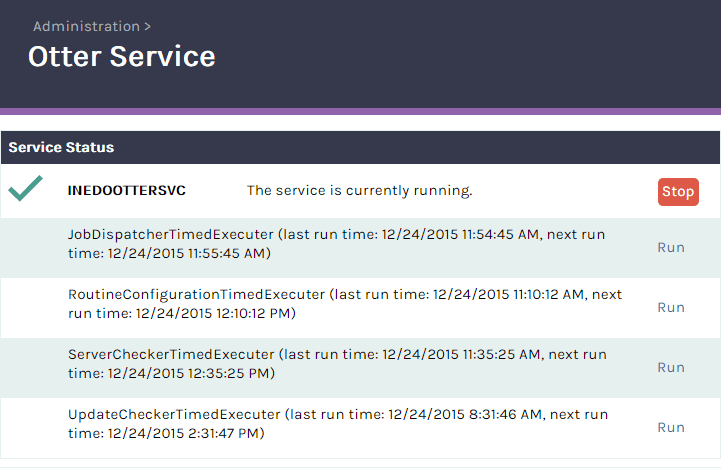 Administration >
Otter Service
Service Status
INEDOOTTERSVC The service is currently running. Stop
JobDispatcherTimedExecuter (last run time: 12/24/2015 11:54:45 AM, next run
time: 12/24/2015 11:55:45 AM)
Run
RoutineConfigurationTimedExecuter (last run time: 12/24/2015 11:10:12 AM, next
run time: 12/24/2015 12:10:12 PM)
Run
ServerCheckerTimedExecuter (last run time: 12/24/2015 11:35:25 AM, next run
time: 12/24/2015 12:35:25 PM)
Run
UpdateCheckerTimedExecuter (last run time: 12/24/2015 8:31:46 AM, next run
time: 12/24/2015 2:31:47 PM)
Run